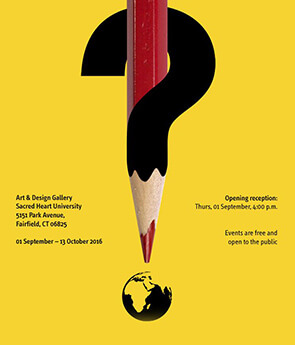 Art & Design Gallery
Sacred Heart University
5151 Park Avenue,
Fairfield, CT 06825
01 September – 13 October 2016
Opening reception:
Thurs, 01 September, 4:00 p.m.
Events are free and
open to the public